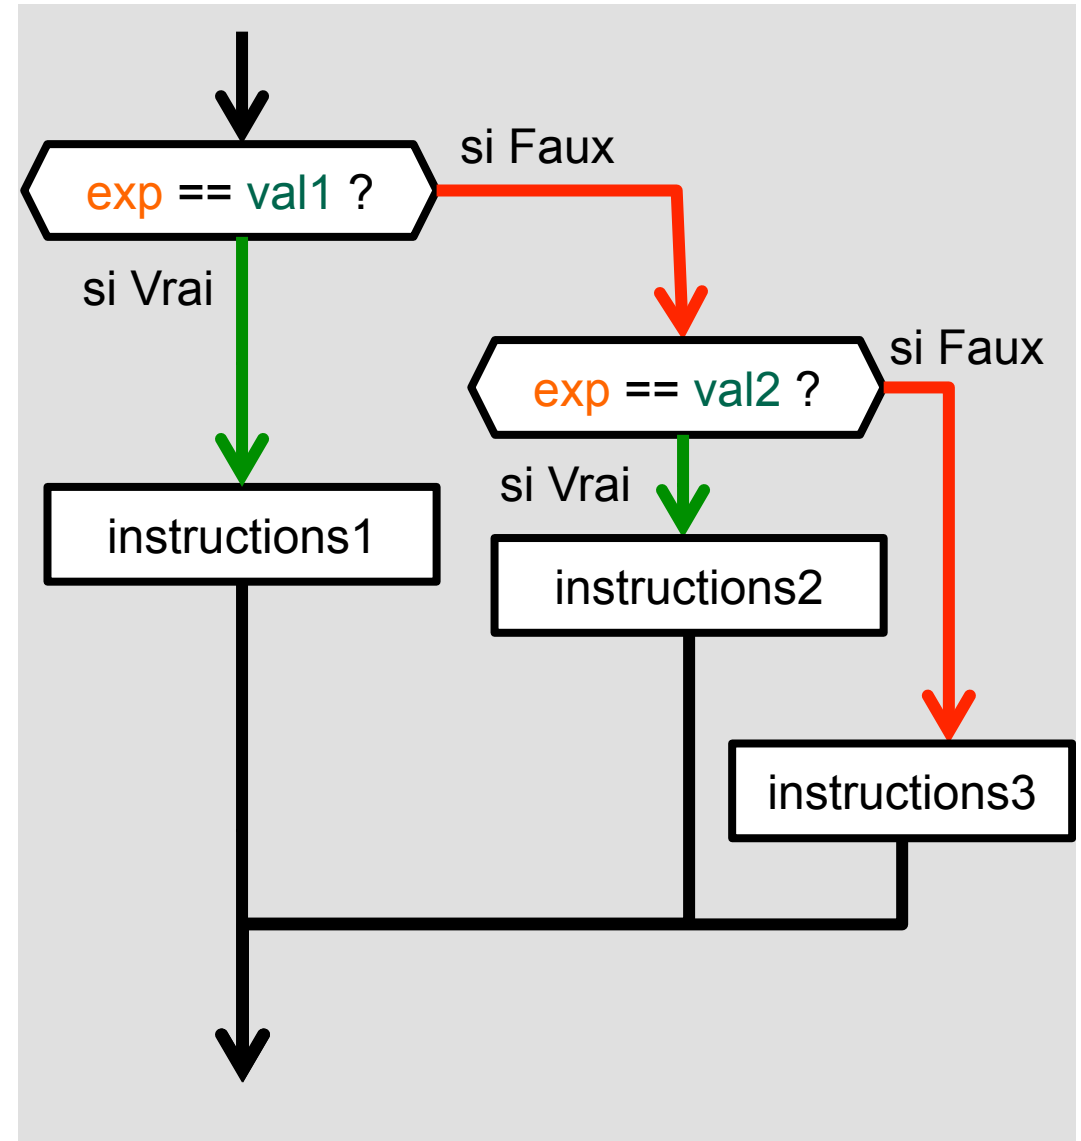 si Faux
exp == val1 ?
si Vrai
si Faux
exp == val2 ?
si Vrai
instructions1
instructions2
instructions3